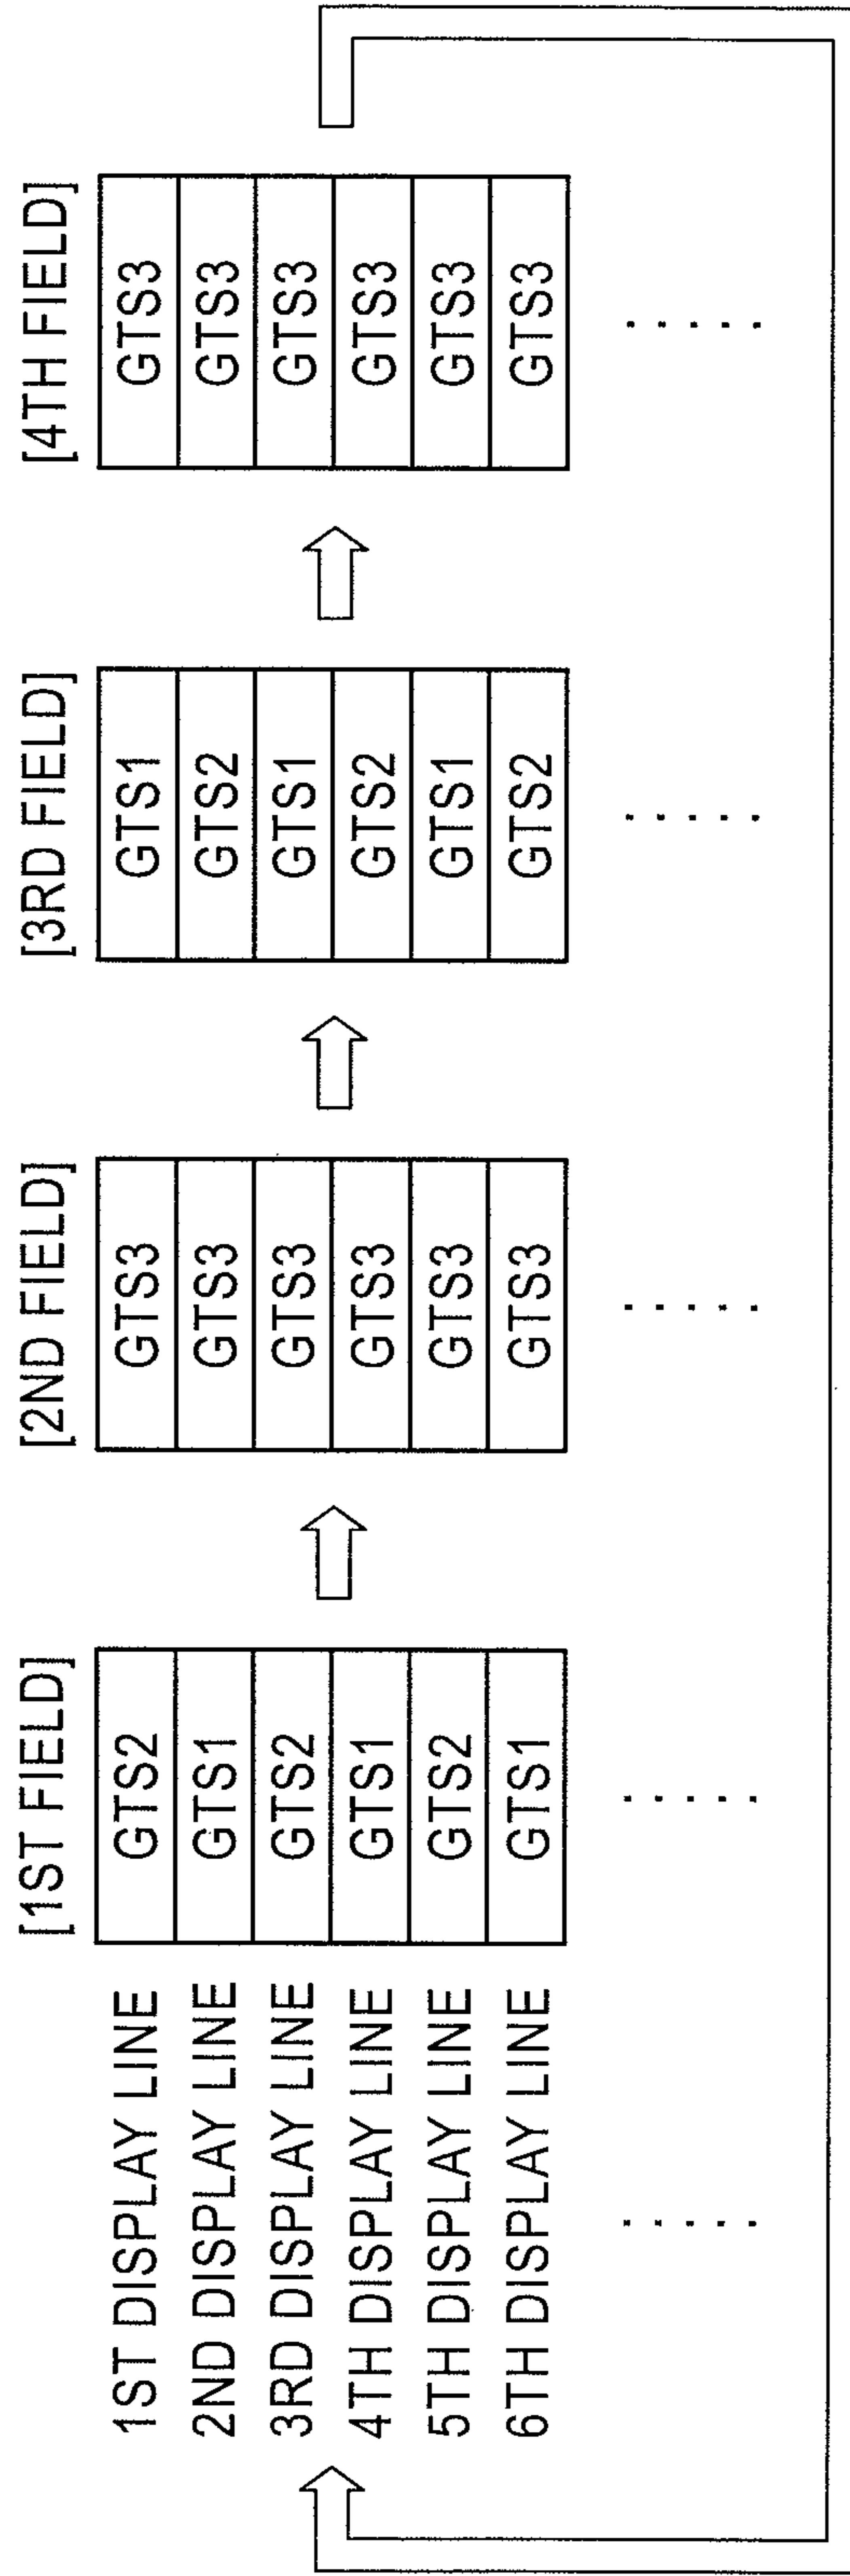 [1ST FIELD] [2ND FIELD] [3RD FIELD] [4TH FIELD]
1ST DISPLAY LINE GTS2 GTS3 GTS1 GTS3
2ND DISPLAY LINE GTS1 GTS3 GTS2 GTS3
3RD DISPLAY LINE GTS2 GTS3 GTS1 GTS3
4TH DISPLAY LINE GTS1 GTS3 GTS2 GTS3
5TH DISPLAY LINE GTS2 GTS3 GTS1 GTS3
6TH DISPLAY LINE GTS1 GTS3 GTS2 GTS3